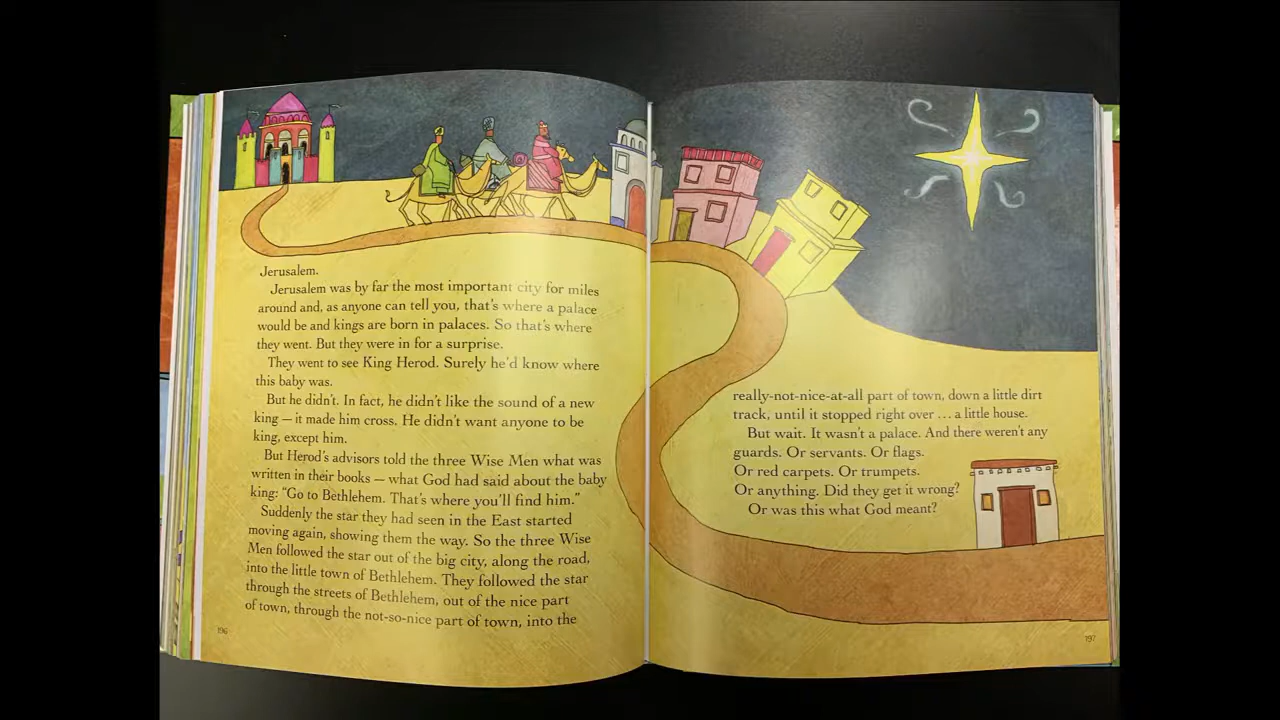 Jerusalem.
Jerusalem was by far the most important city for miles
around and, as anyone can tell you, that's where a palace
would be and kings are born in palaces. So that's where
they went. But they were in for a surprise.
They went to see King Herod. Surely he'd know where
this baby was.
But he didn't. In fact, he didn't like the sound of a new
king — it made him cross. He didn't want anyone to be
king, except him.
But Herod's advisors told the three Wise Men what was
written in their books — what God had said about the baby
king: "Go to Bethlehem. That's where you'll find him."
Suddenly the star they had seen in the East started
moving again, showing them the way. So the three Wise
Men followed the star out of the big city, along the road,
into the little town of Bethlehem. They followed the star
through the streets of Bethlehem, out of the nice part
of town, through the not-so-nice part of town, into the
196
really-not-nice-at-all part of town, down a little dirt
track, until it stopped right over ... a little house.
But wait. It wasn't a palace. And there weren't any
guards. Or servants. Or flags.
Or red carpets. Or trumpets.
Or anything. Did they get it wrong?
Or was this what God meant?
197